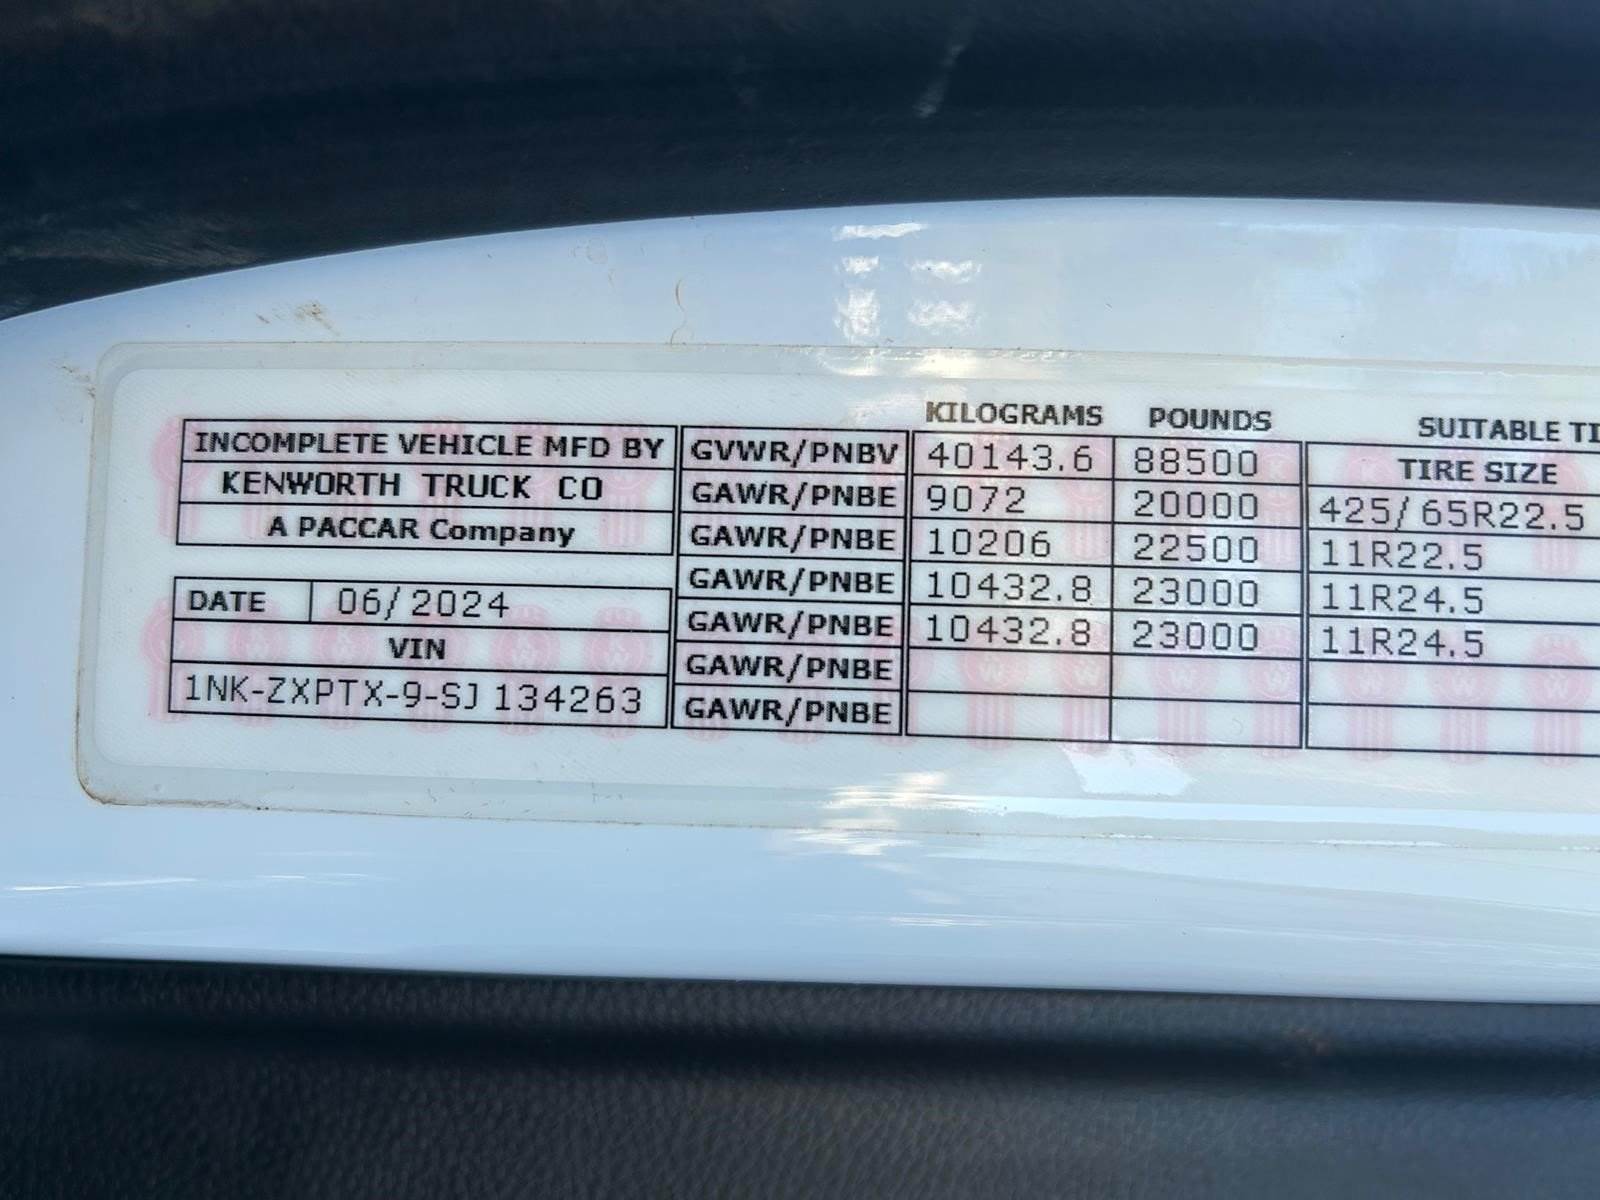 KILOGRAMS POUNDS SUITABLE
INCOMPLETE VEHICLE MFD BY GVWR/PNBV 40143.6 88500 TIRE SIZE
KENWORTH TRUCK CO GAWR/PNBE 9072 20000 425/65R22.5
A PACCAR Company GAWR/PNBE 10206 22500 11R22.5
GAWR/PNBE 10432.8 23000 11R24.5
DATE 06/2024 GAWR/PNBE 10432.8 23000 11R24.5
VIN GAWR/PNBE
1NK-ZXPTX-9-SJ134263 GAWR/PNBE